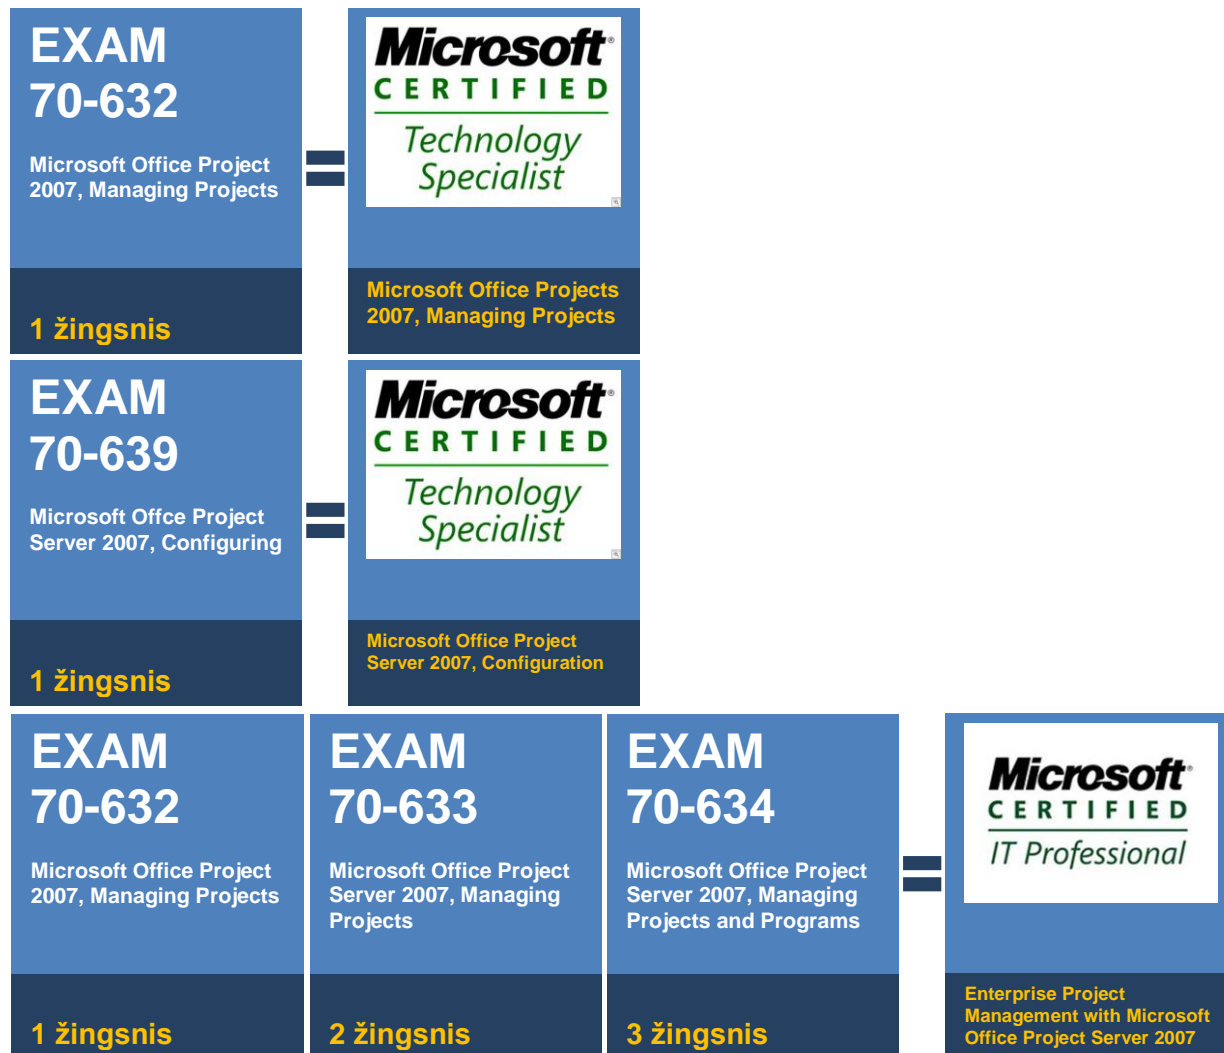 EXAM
70-632
Microsoft Office Project
2007, Managing Projects
1 žingsnis
=
Microsoft®
CERTIFIED
Technology
Specialist
Microsoft Office Projects
2007, Managing Projects
EXAM
70-639
Microsoft Offce Project
Server 2007, Configuring
1 žingsnis
=
Microsoft®
CERTIFIED
Technology
Specialist
Microsoft Office Project
Server 2007, Configuration
EXAM
70-632
Microsoft Office Project
2007, Managing Projects
1 žingsnis
EXAM
70-633
Microsoft Office Project
Server 2007, Managing
Projects
2 žingsnis
EXAM
70-634
Microsoft Office Project
Server 2007, Managing
Projects and Programs
3 žingsnis
=
Microsoft®
CERTIFIED
IT Professional
Enterprise Project
Management with Microsoft
Office Project Server 2007